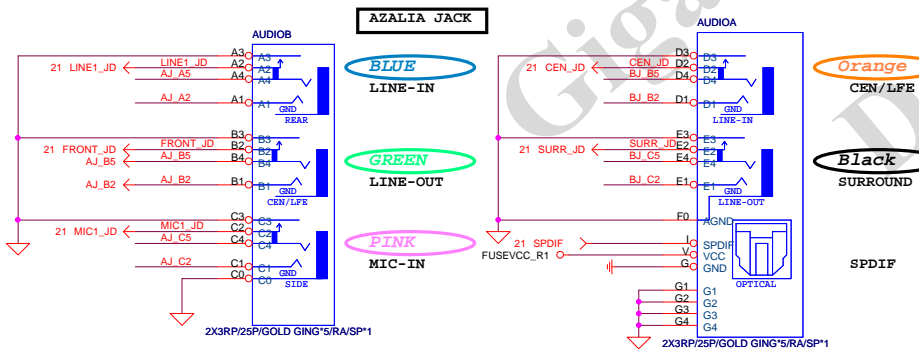 AZALIA JACK
AUDIOB
A3 A3
21 LINE1_JD LINE1_JD A2 A2
AJ_A5 A4 A4
AJ_A2 A1 A1
GND
REAR
BLUE
LINE-IN
B3 B3
21 FRONT_JD FRONT_JD B2 B2
AJ_B5 AJ_B5 B4 B4
AJ_B2 AJ_B2 B1 B1
GND
CEN/LFE
GREEN
LINE-OUT
C3 C3
21 MIC1_JD MIC1_JD C2 C2
AJ_C5 C4 C4
AJ_C2 C1 C1
GND
C0 C0
SIDE
PINK
MIC-IN
2X3RP/25P/GOLD GING*5/RA/SP*1
AUDIOA
D3 D3
21 CEN_JD CEN_JD D2 D2
BJ_B5 D4 D4
BJ_B2 D1 D1
GND
LINE-IN
Orange
CEN/LFE
E3 E3
21 SURR_JD SURR_JD E2 E2
BJ_C5 E4 E4
BJ_C2 E1 E1
GND
LINE-OUT
Black
SURROUND
F0 AGND
21 SPDIF I SPDIF
FUSEVCC_R1 V VCC
G GND
OPTICAL
SPDIF
G1 G1
G2 G2
G3 G3
G4 G4
2X3RP/25P/GOLD GING*5/RA/SP*1
Giga